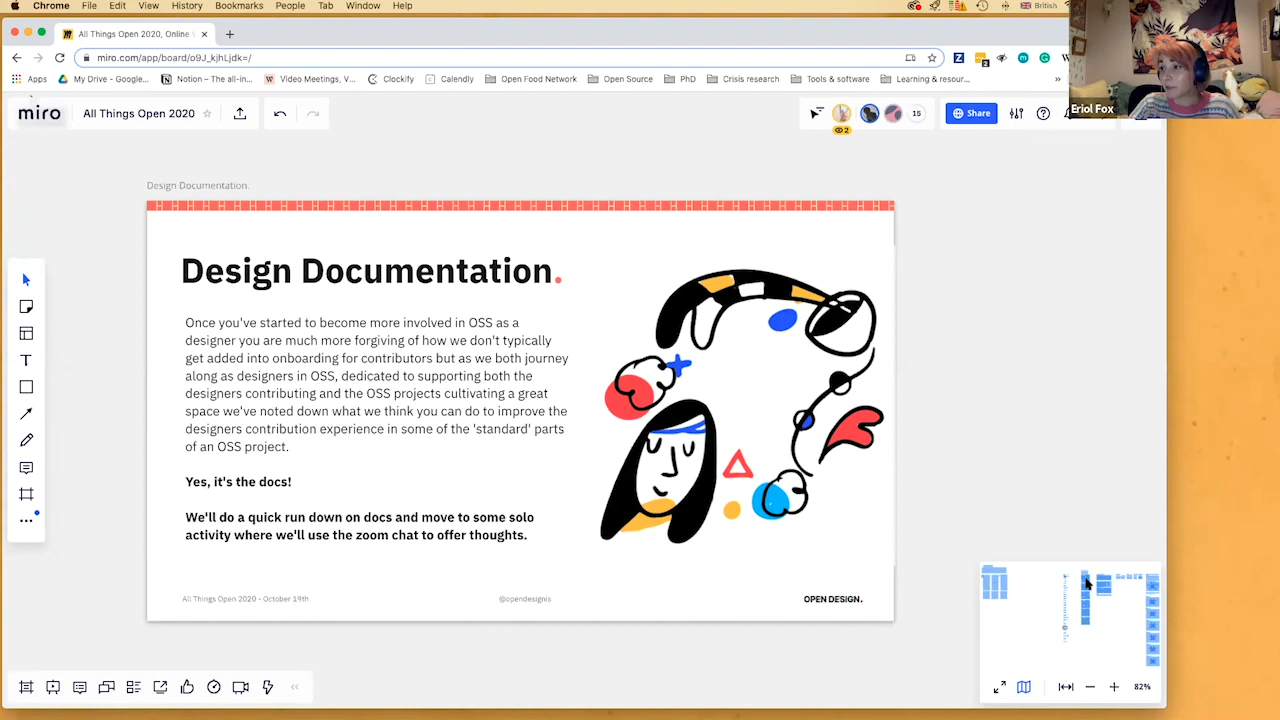 Chrome File Edit View History Bookmarks People Tab Window Help
British
All Things Open 2020, Online
miro.com/app/board/o9J_kjhLjdk=/
Apps My Drive - Google... Notion – The all-in... Video Meetings, V... Clockify Calendly Open Food Network Open Source PhD Crisis research Tools & software Learning & resour...
Eriol Fox
miro All Things Open 2020 15 Share
2
Design Documentation.
Design Documentation.
Once you've started to become more involved in OSS as a
designer you are much more forgiving of how we don't typically
get added into onboarding for contributors but as we both journey
along as designers in OSS, dedicated to supporting both the
designers contributing and the OSS projects cultivating a great
space we've noted down what we think you can do to improve the
designers contribution experience in some of the 'standard' parts
of an OSS project.
Yes, it's the docs!
We'll do a quick run down on docs and move to some solo
activity where we'll use the zoom chat to offer thoughts.
All Things Open 2020 - October 19th @opendesignis OPEN DESIGN.
82%